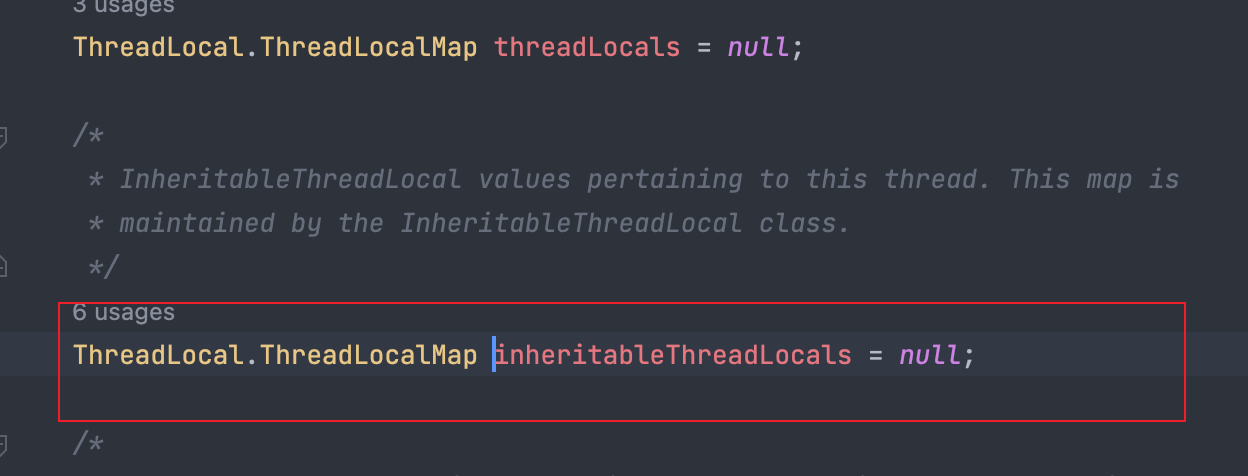 3 usages
ThreadLocal.ThreadLocalMap threadLocals = null;
/*
* InheritableThreadLocal values pertaining to this thread. This map is
* maintained by the InheritableThreadLocal class.
*/
6 usages
ThreadLocal.ThreadLocalMap inheritableThreadLocals = null;
/*